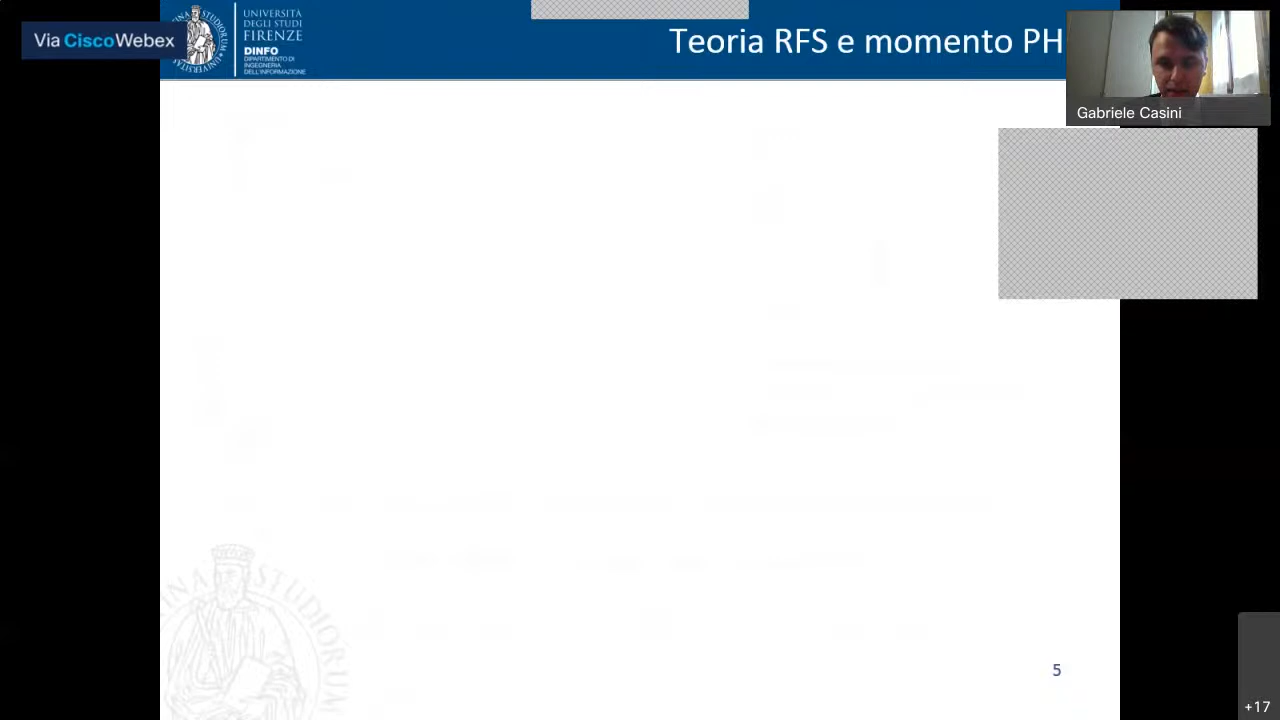 Via CiscoWebex
UNIVERSITÀ
DEGLI STUDI
FIRENZE
DINFO
DIPARTIMENTO DI
INGEGNERIA
DELL'INFORMAZIONE
Teoria RFS e momento PH
Gabriele Casini
5
+17